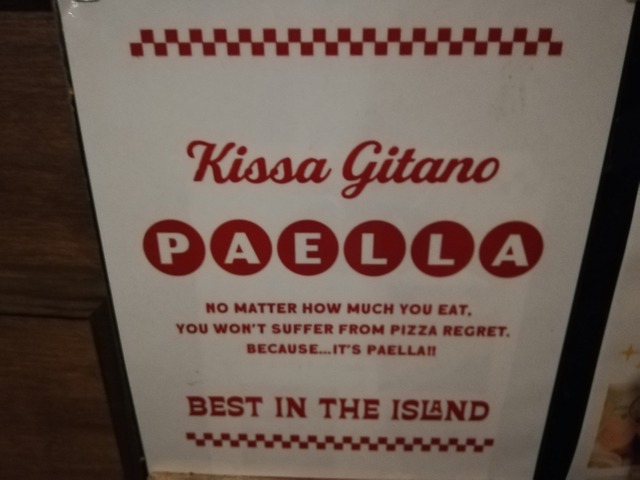 Kissa Gitano
PAELLA
NO MATTER HOW MUCH YOU EAT,
YOU WON'T SUFFER FROM PIZZA REGRET.
BECAUSE...IT'S PAELLA!!
BEST IN THE ISLAND